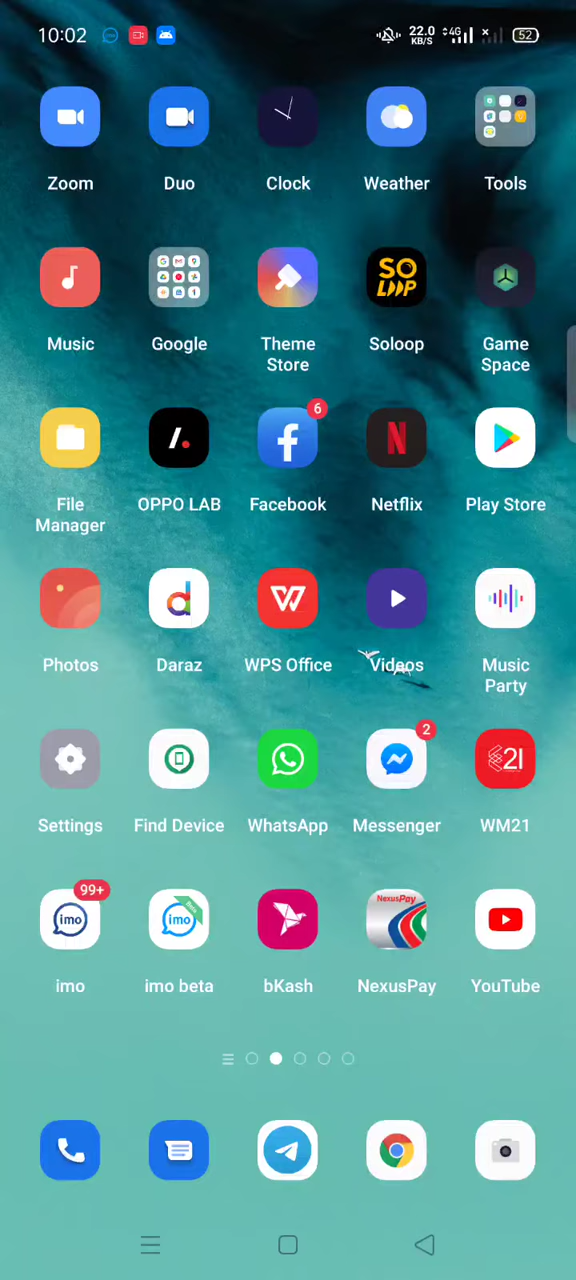 10:02 22.0 KB/S 4G 52
Zoom Duo Clock Weather Tools
SO
LOOP
Music Google Theme Store Soloop Game Space
6
File Manager OPPO LAB Facebook Netflix Play Store
Photos Daraz WPS Office Videos Music Party
2
21
Settings Find Device WhatsApp Messenger WM21
99+
imo imo NexusPay
imo imo beta bKash NexusPay YouTube